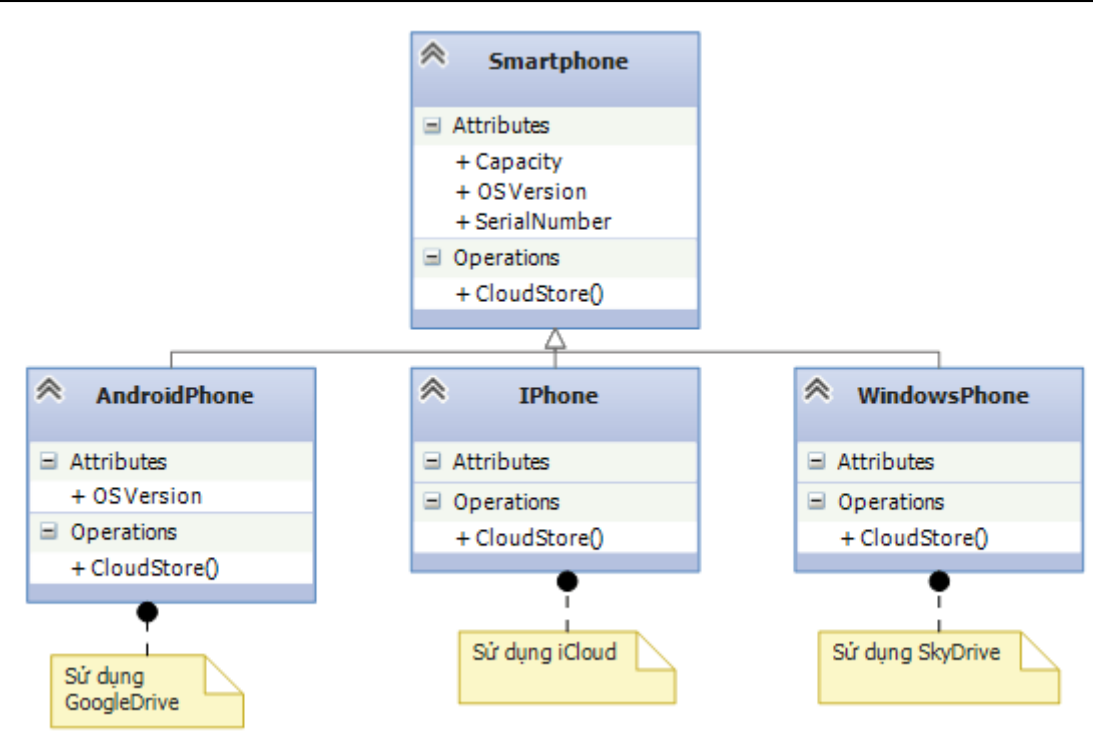 Smartphone
Attributes
+ Capacity
+ OSVersion
+ SerialNumber
Operations
+ CloudStore()
AndroidPhone
Attributes
+ OSVersion
Operations
+ CloudStore()
Sử dụng
GoogleDrive
IPhone
Attributes
Operations
+ CloudStore()
Sử dụng iCloud
WindowsPhone
Attributes
Operations
+ CloudStore()
Sử dụng SkyDrive